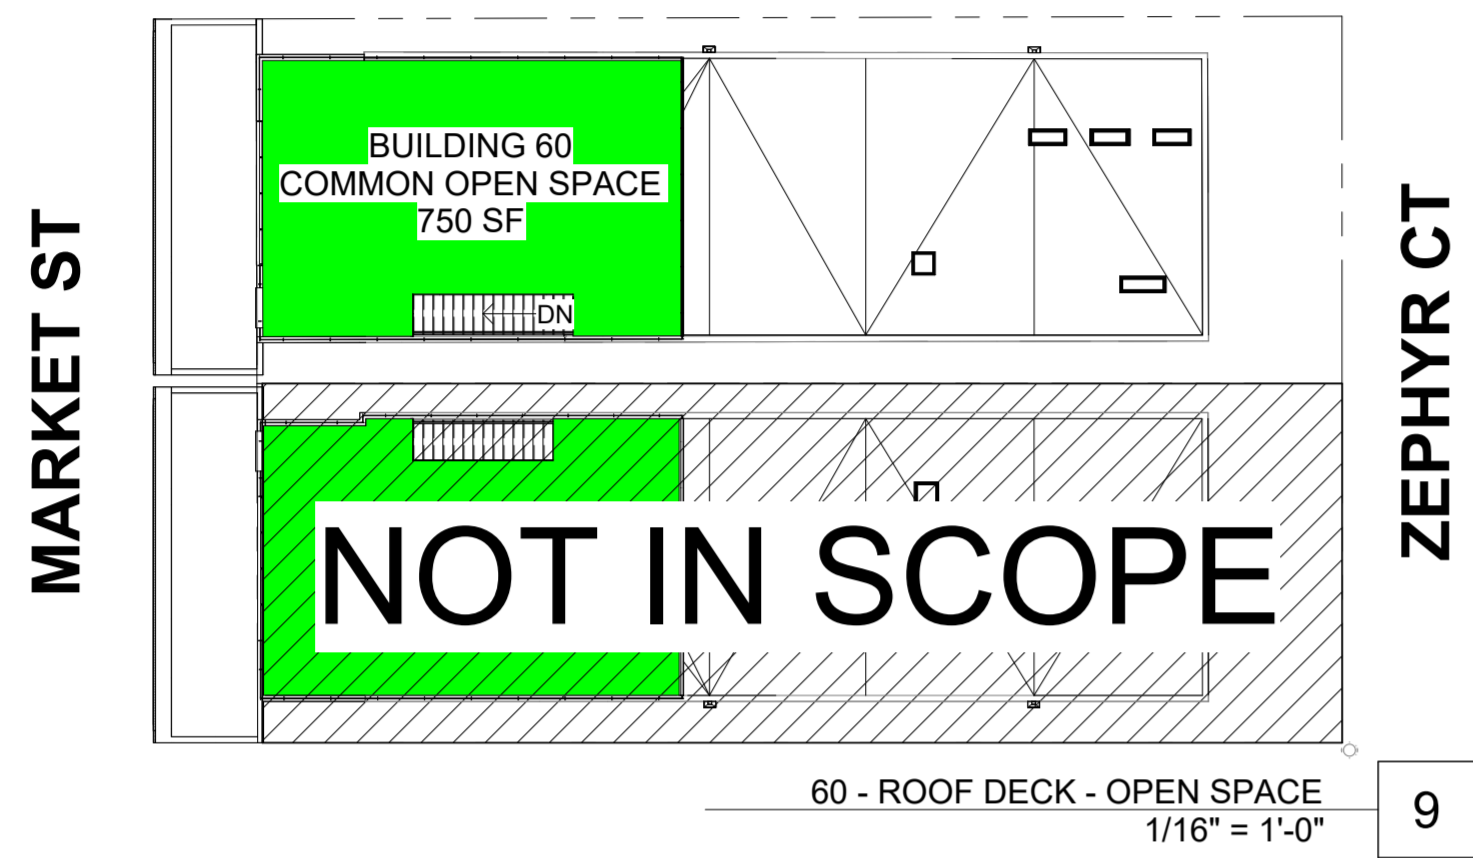 MARKET ST
BUILDING 60
COMMON OPEN SPACE
750 SF
DN
ZEPHYR CT
NOT IN SCOPE
60 - ROOF DECK - OPEN SPACE
1/16" = 1'-0"
9